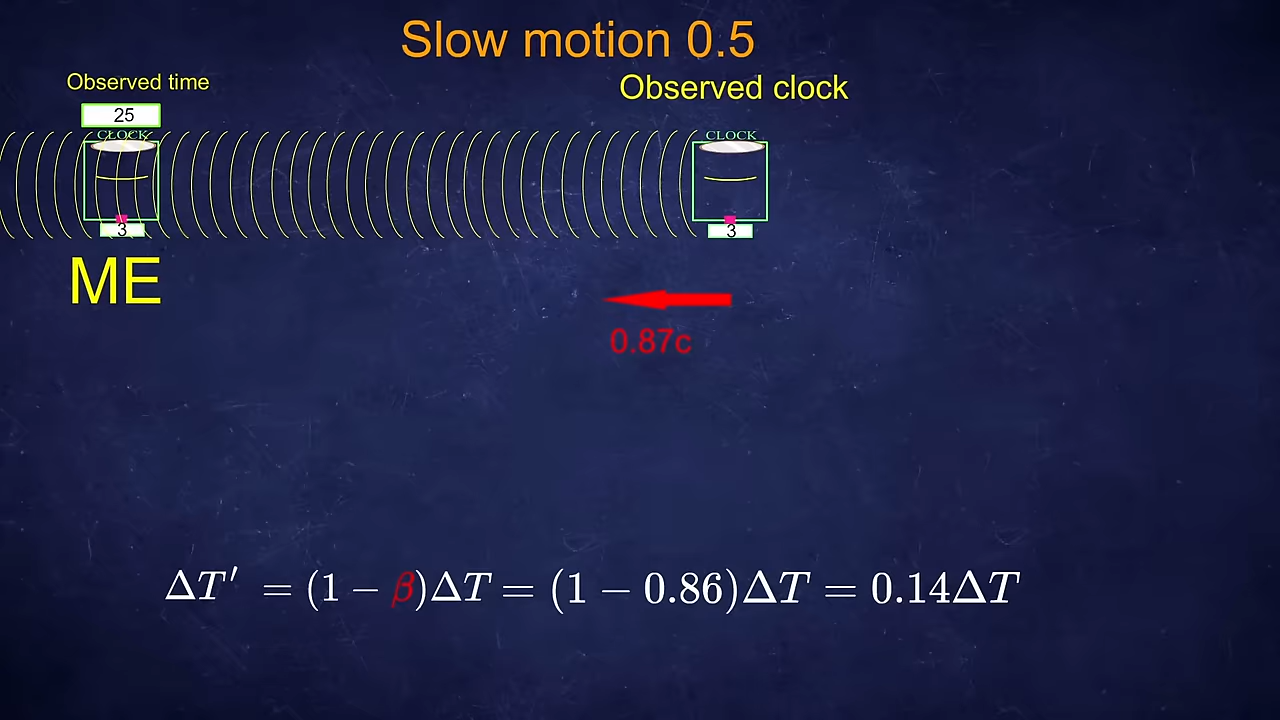 Slow motion 0.5
Observed time
Observed clock
25
CLOCK
CLOCK
3
3
ME
0.87c
ΔT′ = (1 − β)ΔT = (1 − 0.86)ΔT = 0.14ΔT